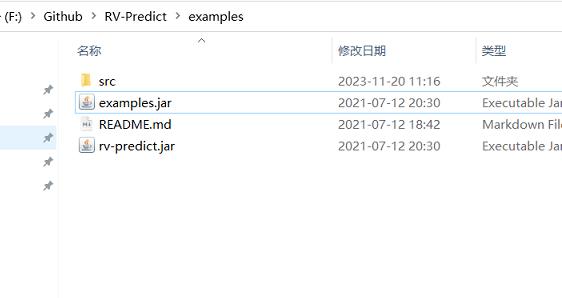 (F:) > Github > RV-Predict > examples
名称 修改日期 类型
src 2023-11-20 11:16 文件夹
examples.jar 2021-07-12 20:30 Executable Jar
README.md 2021-07-12 18:42 Markdown File
rv-predict.jar 2021-07-12 20:30 Executable Jar